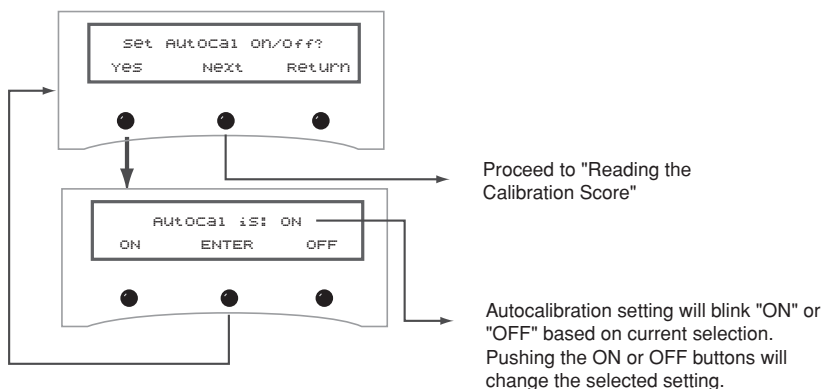 Set Autocal On/Off?
Yes Next Return
Proceed to "Reading the
Calibration Score"
Autocal is: ON
ON ENTER OFF
Autocalibration setting will blink "ON" or
"OFF" based on current selection.
Pushing the ON or OFF buttons will
change the selected setting.